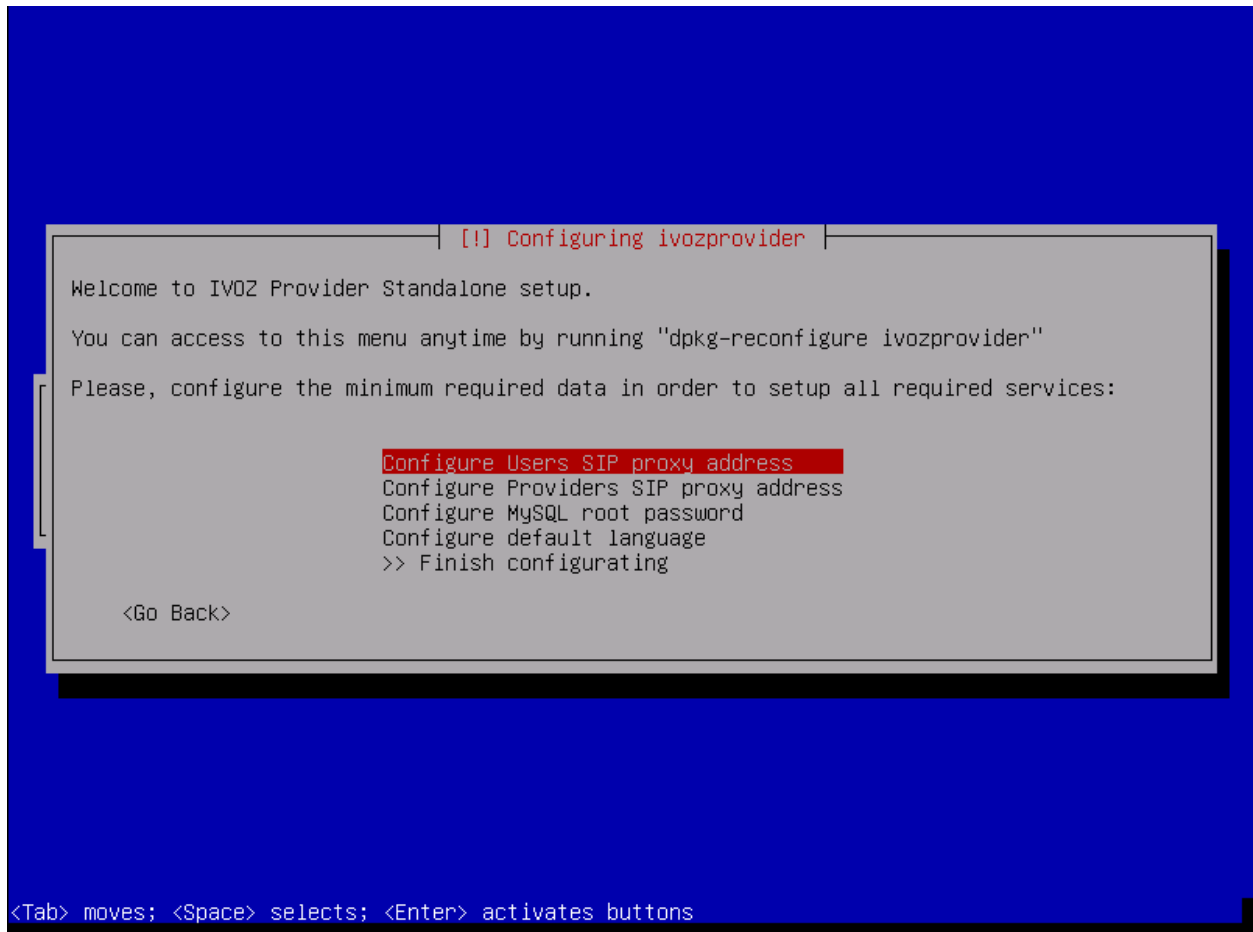 [!] Configuring ivozprovider
Welcome to IVOZ Provider Standalone setup.
You can access to this menu anytime by running "dpkg-reconfigure ivozprovider"
Please, configure the minimum required data in order to setup all required services:
Configure Users SIP proxy address
Configure Providers SIP proxy address
Configure MySQL root password
Configure default language
>> Finish configurating
<Go Back>
<Tab> moves; <Space> selects; <Enter> activates buttons